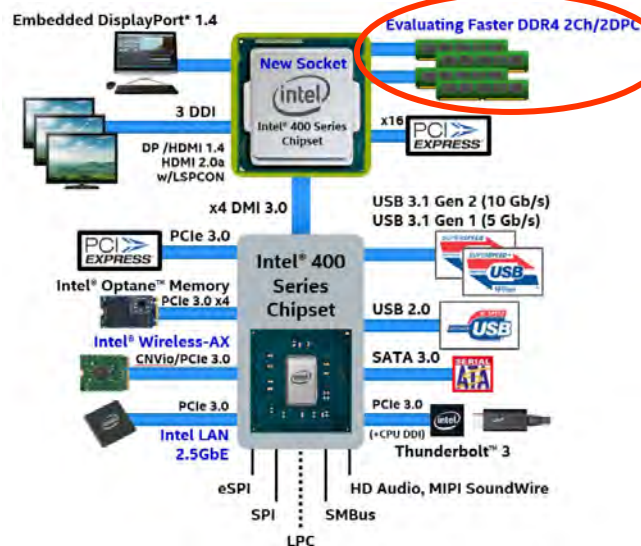 Embedded DisplayPort* 1.4
Evaluating Faster DDR4 2Ch/2DPC
New Socket
intel
Intel® 400 Series
Chipset
3 DDI
DP /HDMI 1.4
HDMI 2.0a
w/LSPCON
x16
PCI
EXPRESS®
x4 DMI 3.0
USB 3.1 Gen 2 (10 Gb/s)
USB 3.1 Gen 1 (5 Gb/s)
PCI
EXPRESS®
PCIe 3.0
Intel® 400
Series
Chipset
USB
Intel® Optane™ Memory
PCIe 3.0 x4
USB 2.0
USB
Intel® Wireless-AX
CNVio/PCIe 3.0
SATA 3.0
SERIAL
ATA
PCIe 3.0
Intel LAN
2.5GbE
PCIe 3.0
(+CPU DDI)
intel
Thunderbolt™ 3
eSPI
SPI
LPC
SMBus
HD Audio, MIPI SoundWire